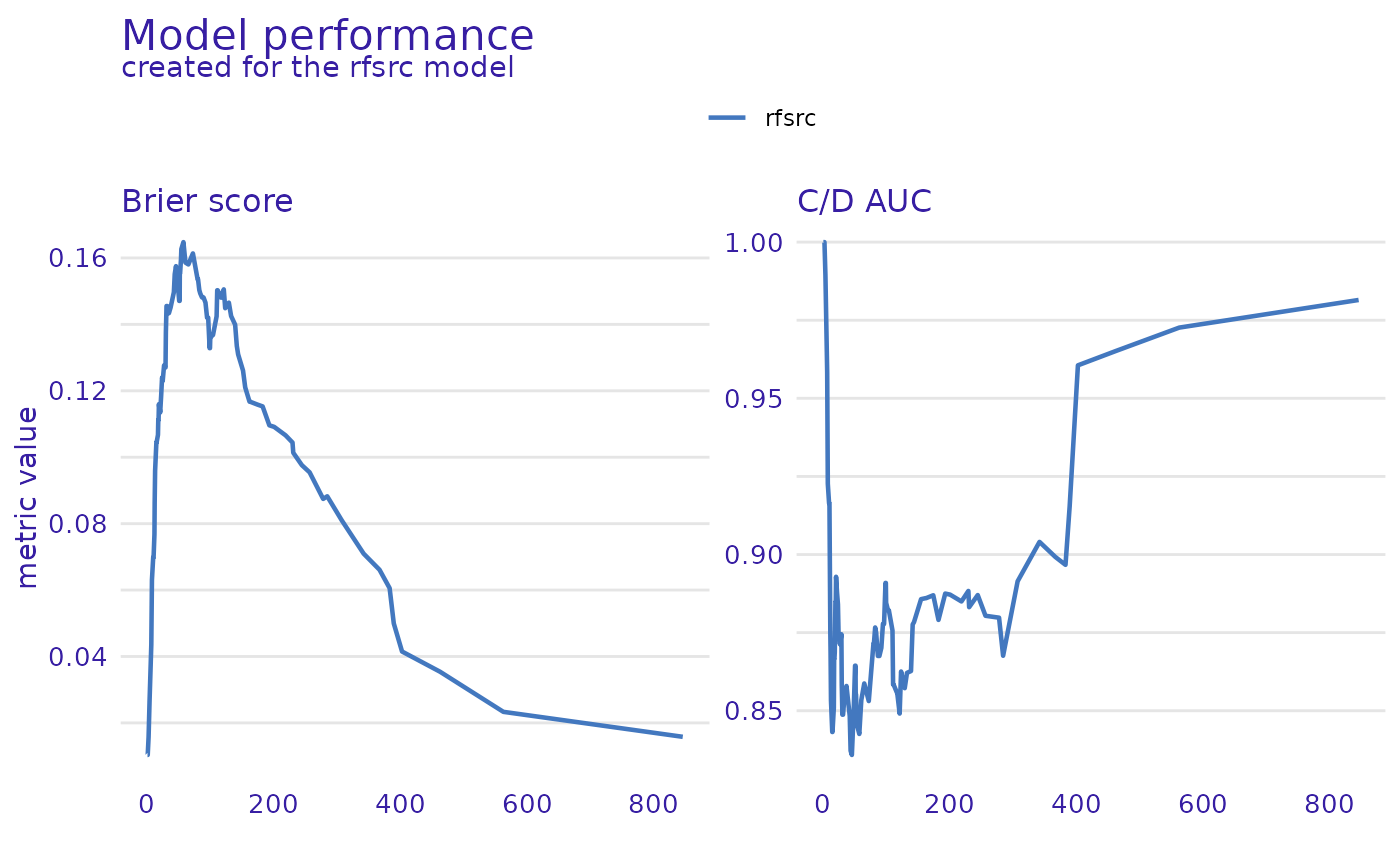 Model performance
created for the rfsrc model
rfsrc
Brier score
C/D AUC
metric value
0.16
0.12
0.08
0.04
0 200 400 600 800
1.00
0.95
0.90
0.85
0 200 400 600 800